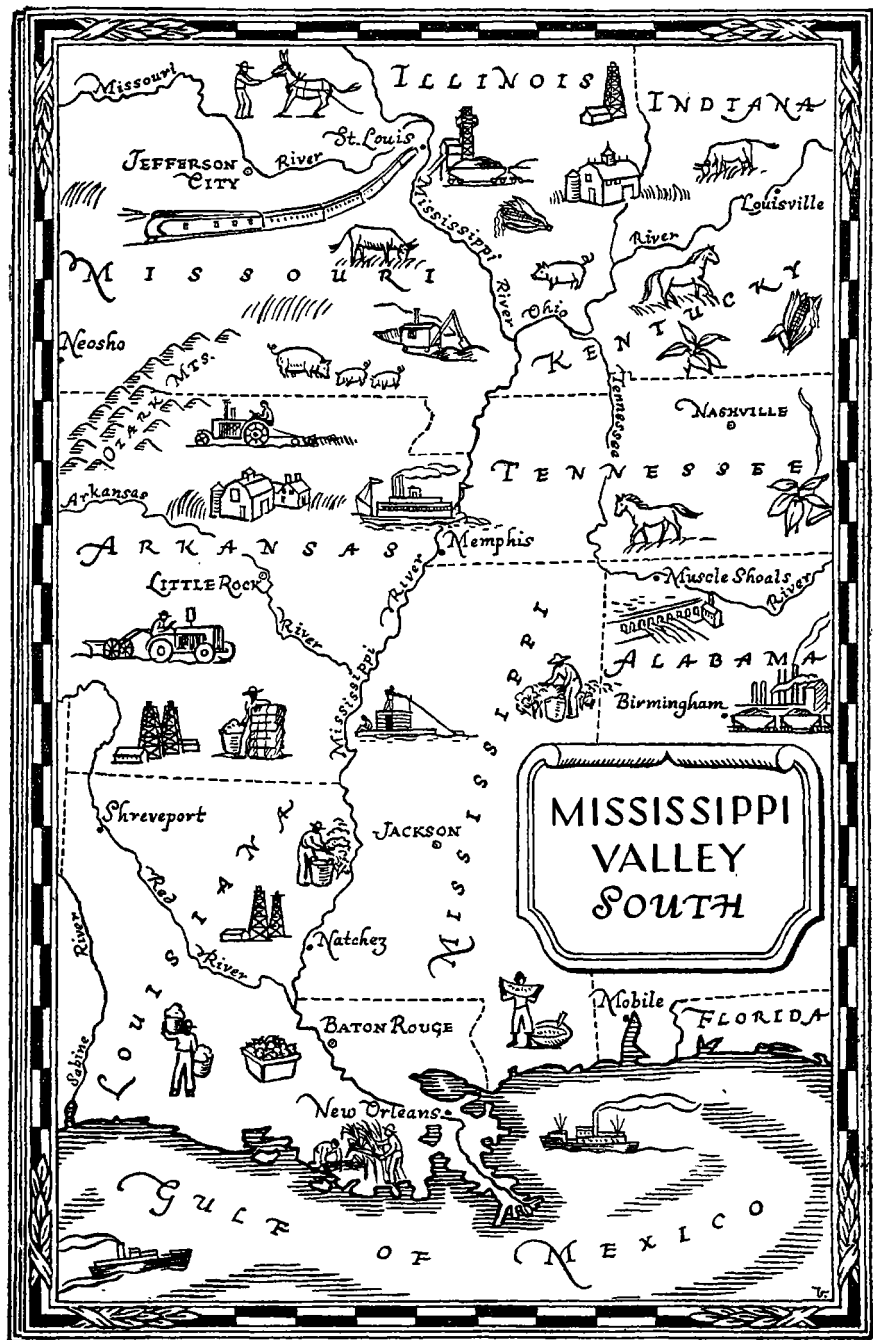 Missouri
ILLINOIS
INDIANA
St. Louis
JEFFERSON
CITY
River
Mississippi
River
Louisville
River
MISSOURI
Ohio
KENTUCKY
Neosho
OZARK MTS.
Tennessee
NASHVILLE
TENNESSEE
Arkansas
ARKANSAS
Memphis
LITTLE ROCK
River
River
Mississippi
Muscle Shoals
River
ALABAMA
Birmingham
MISSISSIPPI
MISSISSIPPI
VALLEY
SOUTH
Shreveport
JACKSON
LOUISIANA
Red
River
Natchez
River
Sabine
BATON ROUGE
Mobile
FLORIDA
New Orleans
GULF OF MEXICO